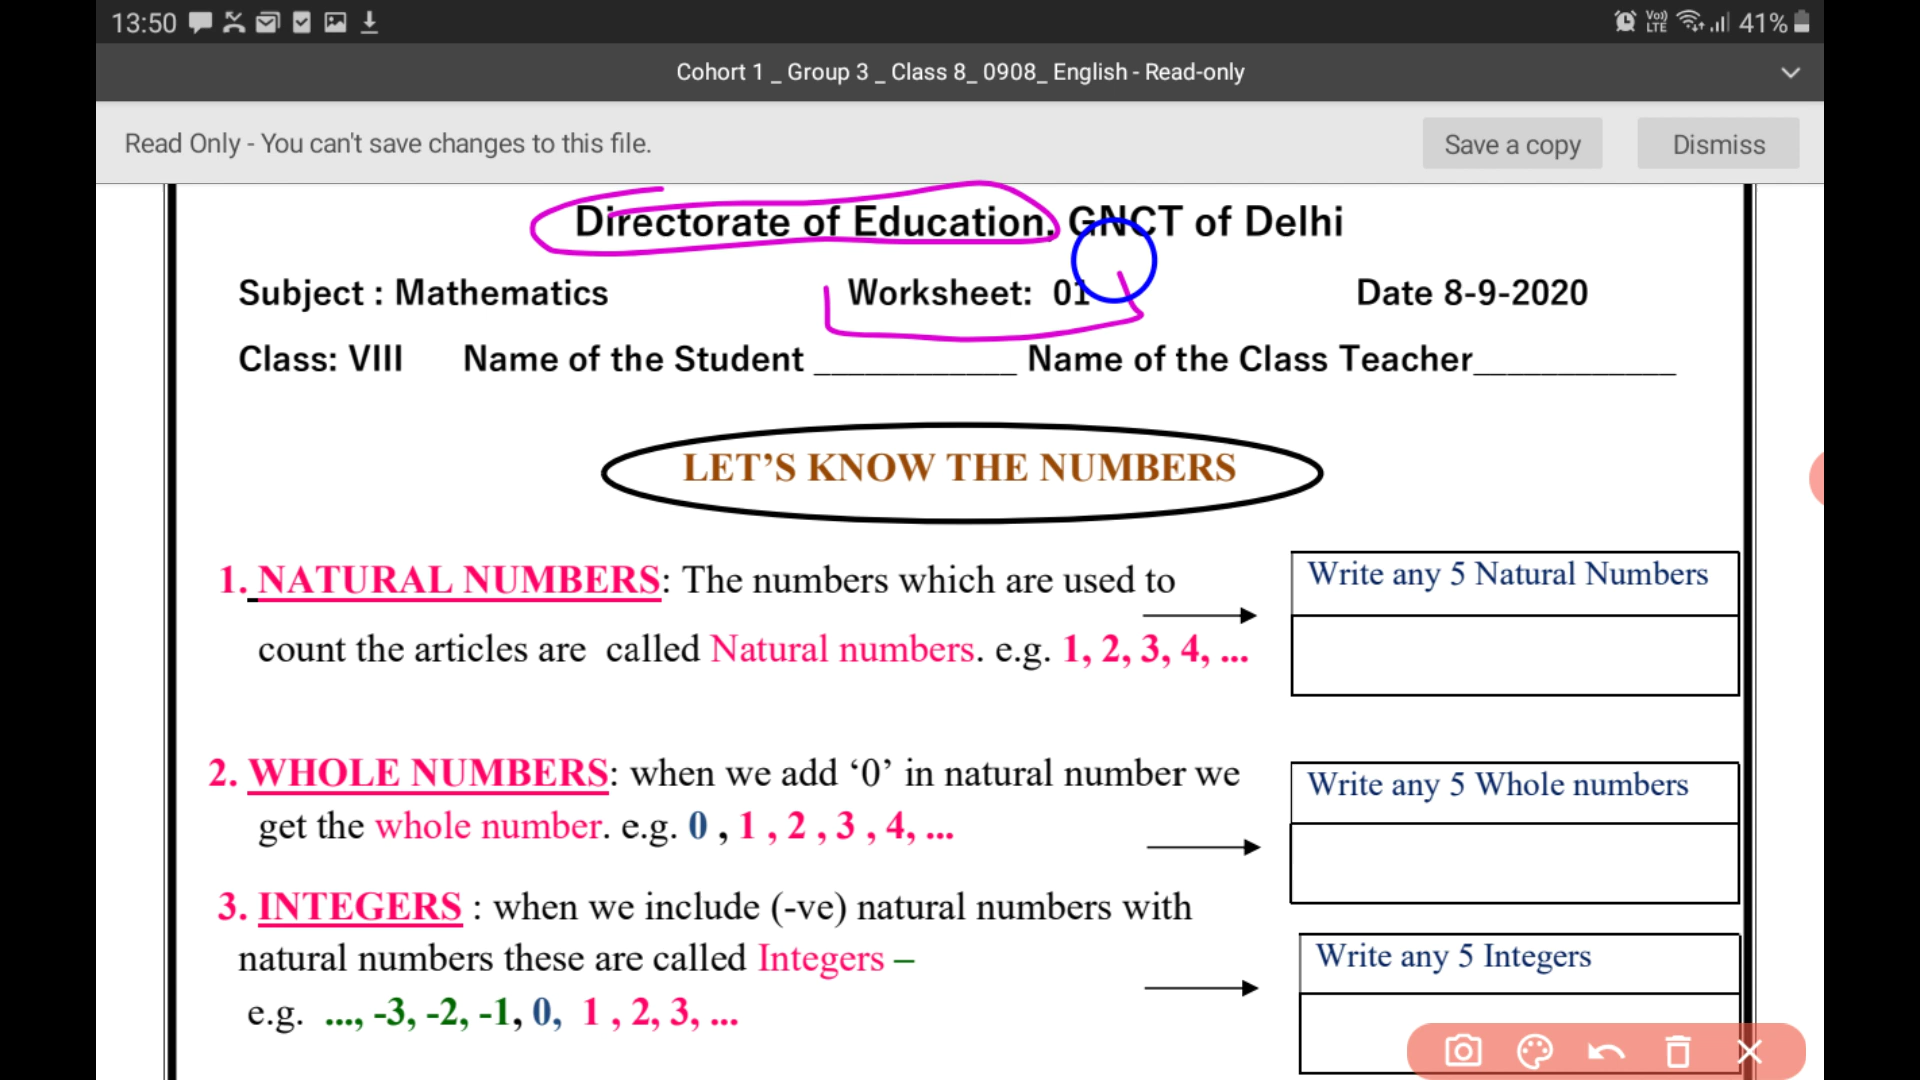 13:50
VoJ) LTE 41%
Cohort 1 _ Group 3 _ Class 8_ 0908_ English - Read-only
Read Only - You can't save changes to this file. Save a copy Dismiss
Directorate of Education, GNCT of Delhi
Subject : Mathematics Worksheet: 01 Date 8-9-2020
Class: VIII Name of the Student ____________ Name of the Class Teacher____________
LET'S KNOW THE NUMBERS
1. NATURAL NUMBERS: The numbers which are used to
count the articles are called Natural numbers. e.g. 1, 2, 3, 4, ...
Write any 5 Natural Numbers
2. WHOLE NUMBERS: when we add ‘0’ in natural number we
get the whole number. e.g. 0 , 1 , 2 , 3 , 4, ...
Write any 5 Whole numbers
3. INTEGERS : when we include (-ve) natural numbers with
natural numbers these are called Integers –
e.g. ..., -3, -2, -1, 0, 1 , 2, 3, ...
Write any 5 Integers